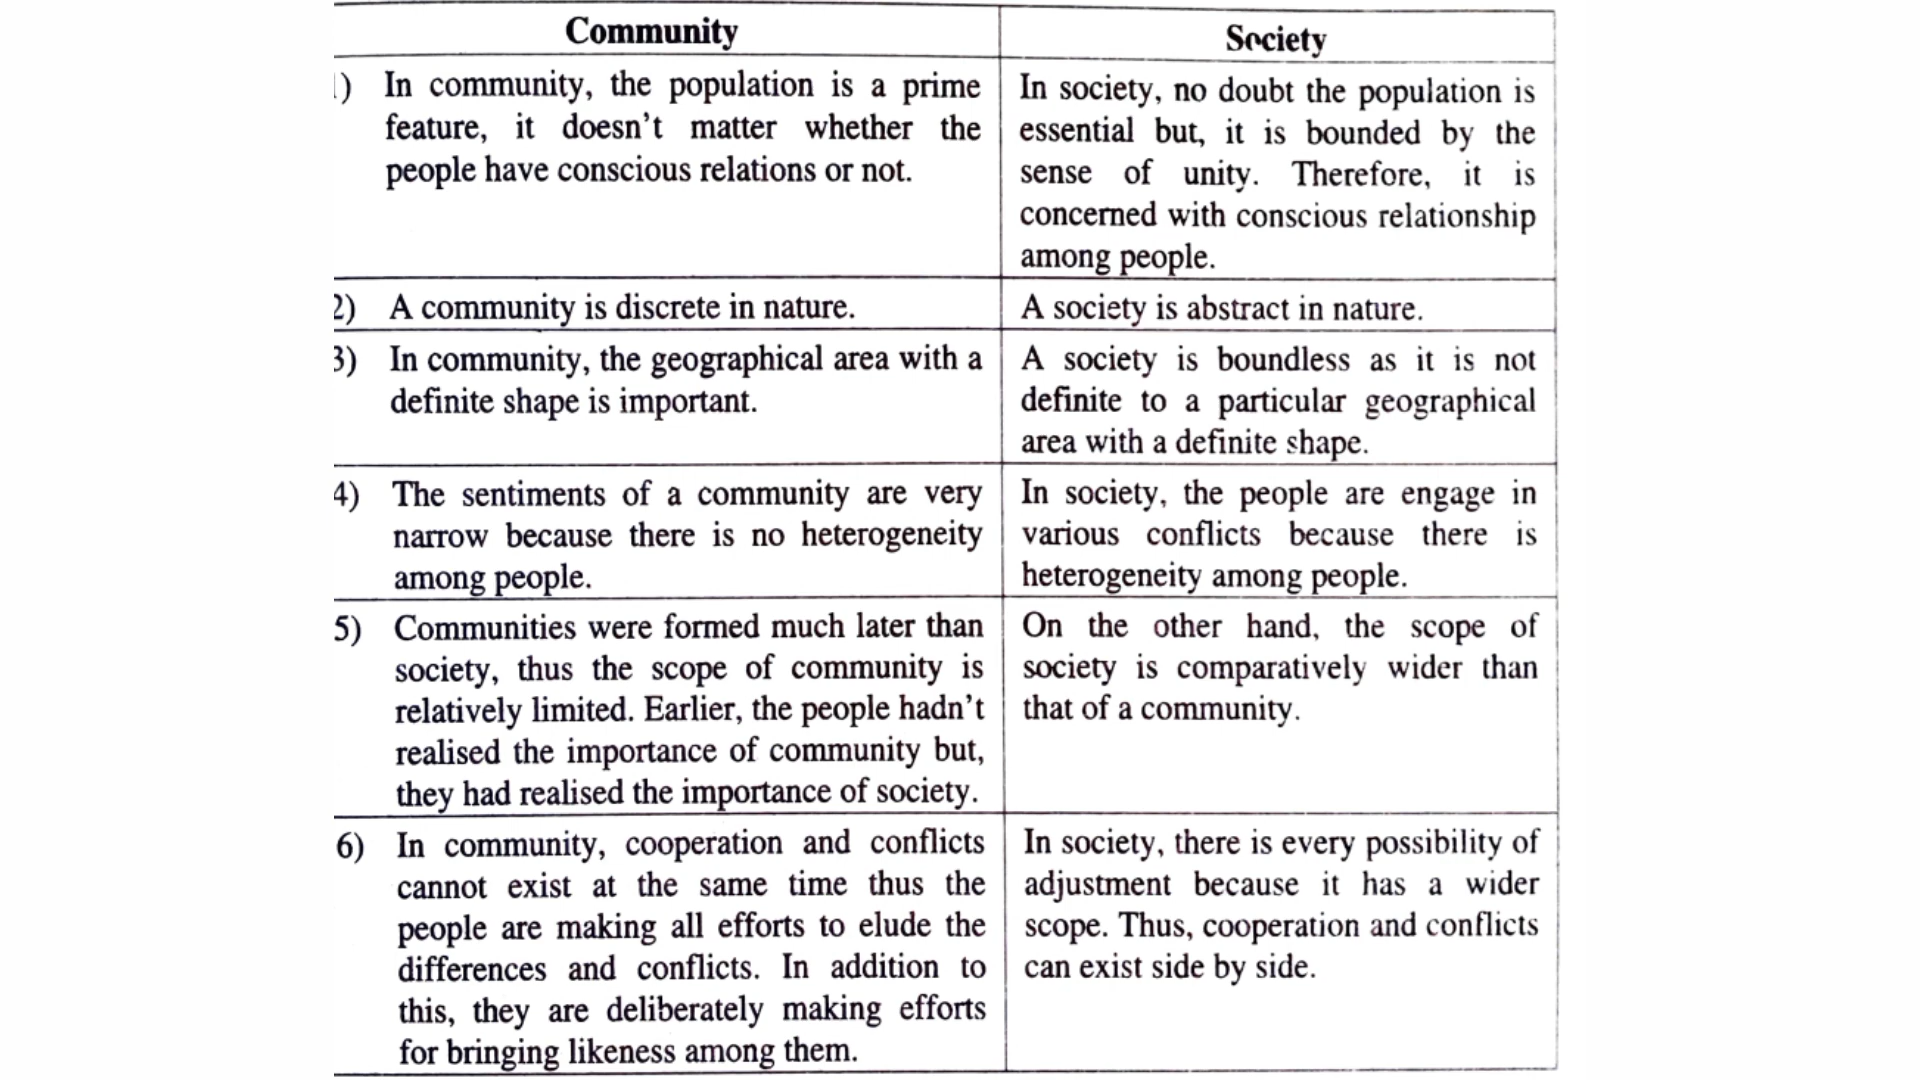 Community
Society
1) In community, the population is a prime
feature, it doesn't matter whether the
people have conscious relations or not.
In society, no doubt the population is
essential but, it is bounded by the
sense of unity. Therefore, it is
concerned with conscious relationship
among people.
2) A community is discrete in nature.
A society is abstract in nature.
3) In community, the geographical area with a
definite shape is important.
A society is boundless as it is not
definite to a particular geographical
area with a definite shape.
4) The sentiments of a community are very
narrow because there is no heterogeneity
among people.
In society, the people are engage in
various conflicts because there is
heterogeneity among people.
5) Communities were formed much later than
society, thus the scope of community is
relatively limited. Earlier, the people hadn't
realised the importance of community but,
they had realised the importance of society.
On the other hand, the scope of
society is comparatively wider than
that of a community.
6) In community, cooperation and conflicts
cannot exist at the same time thus the
people are making all efforts to elude the
differences and conflicts. In addition to
this, they are deliberately making efforts
for bringing likeness among them.
In society, there is every possibility of
adjustment because it has a wider
scope. Thus, cooperation and conflicts
can exist side by side.